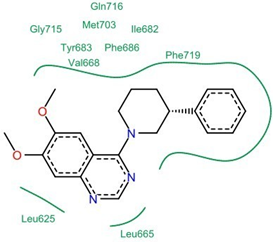 Gln716
Gly715 Met703 Ile682
Tyr683 Phe686
Val668 Phe719
O
O
N
N
N
Leu625
Leu665